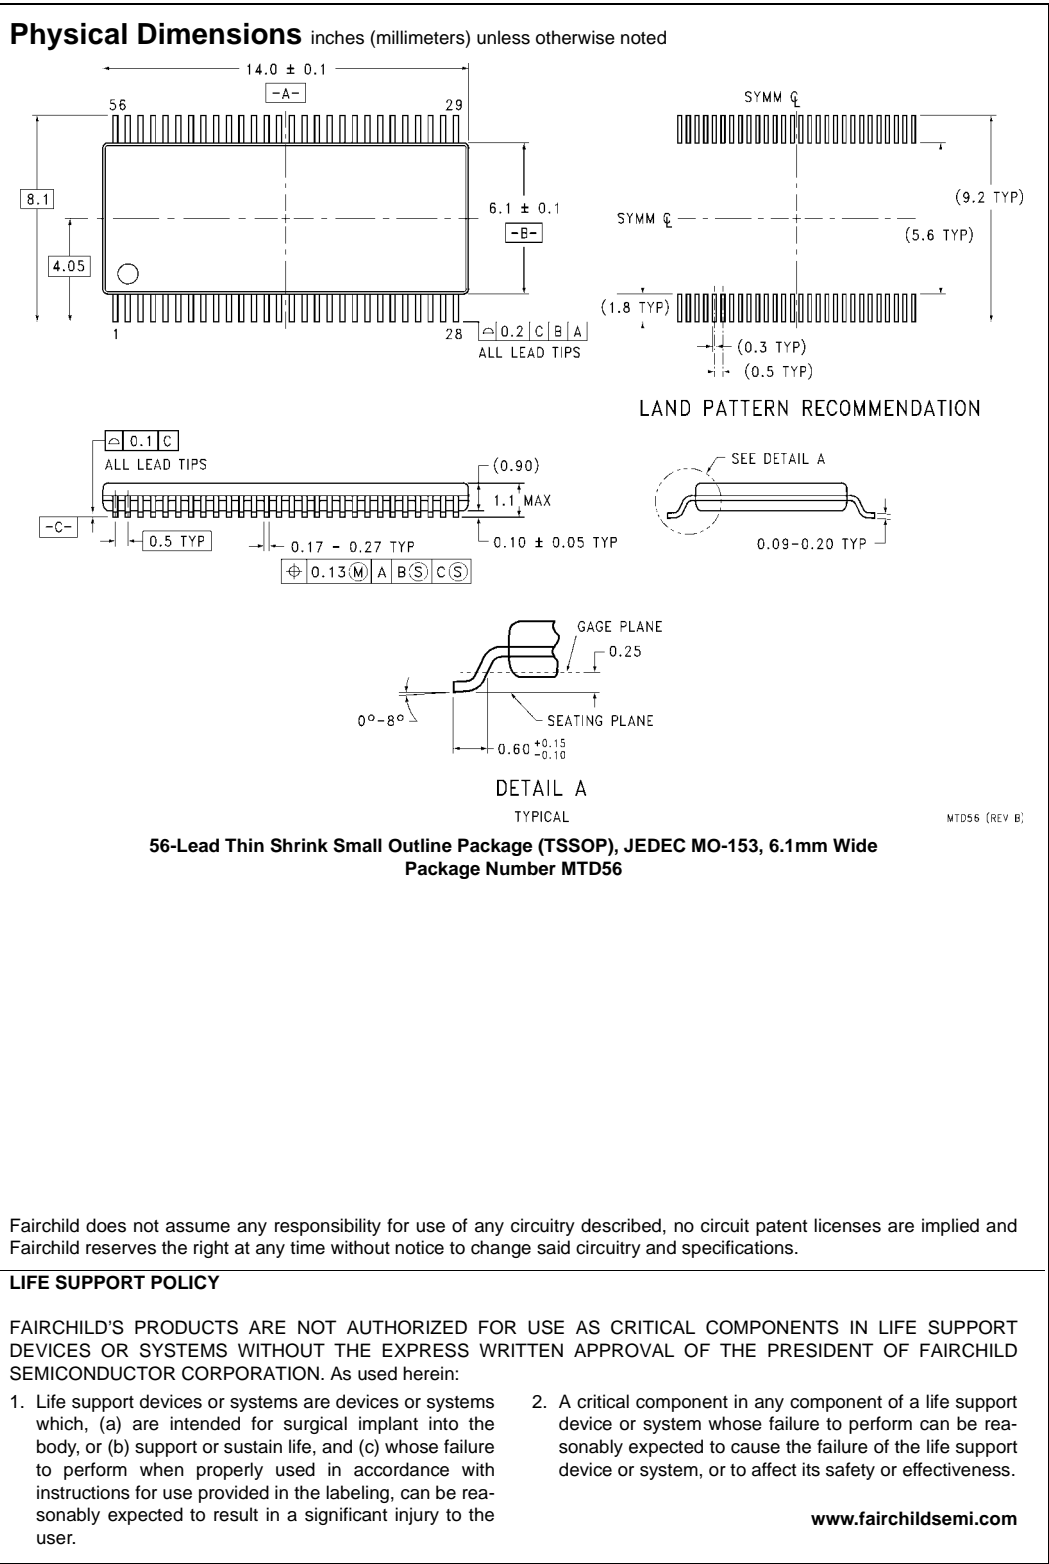 Physical Dimensions inches (millimeters) unless otherwise noted
14.0 ± 0.1
-A-
56
29
8.1
4.05
6.1 ± 0.1
-B-
1
28
⌓ 0.2 C B A
ALL LEAD TIPS
SYMM ℄
SYMM ℄
(9.2 TYP)
(5.6 TYP)
(1.8 TYP)
(0.3 TYP)
(0.5 TYP)
LAND PATTERN RECOMMENDATION
⌓ 0.1 C
ALL LEAD TIPS
(0.90)
1.1 MAX
-C-
0.5 TYP
0.17 - 0.27 TYP
0.10 ± 0.05 TYP
⌖ 0.13 Ⓜ A B Ⓢ C Ⓢ
SEE DETAIL A
0.09-0.20 TYP
GAGE PLANE
0.25
0°-8°
SEATING PLANE
0.60 +0.15
-0.10
DETAIL A
TYPICAL
MTD56 (REV B)
56-Lead Thin Shrink Small Outline Package (TSSOP), JEDEC MO-153, 6.1mm Wide
Package Number MTD56
Fairchild does not assume any responsibility for use of any circuitry described, no circuit patent licenses are implied and
Fairchild reserves the right at any time without notice to change said circuitry and specifications.
LIFE SUPPORT POLICY
FAIRCHILD'S PRODUCTS ARE NOT AUTHORIZED FOR USE AS CRITICAL COMPONENTS IN LIFE SUPPORT
DEVICES OR SYSTEMS WITHOUT THE EXPRESS WRITTEN APPROVAL OF THE PRESIDENT OF FAIRCHILD
SEMICONDUCTOR CORPORATION. As used herein:
1. Life support devices or systems are devices or systems
which, (a) are intended for surgical implant into the
body, or (b) support or sustain life, and (c) whose failure
to perform when properly used in accordance with
instructions for use provided in the labeling, can be rea-
sonably expected to result in a significant injury to the
user.
2. A critical component in any component of a life support
device or system whose failure to perform can be rea-
sonably expected to cause the failure of the life support
device or system, or to affect its safety or effectiveness.
www.fairchildsemi.com